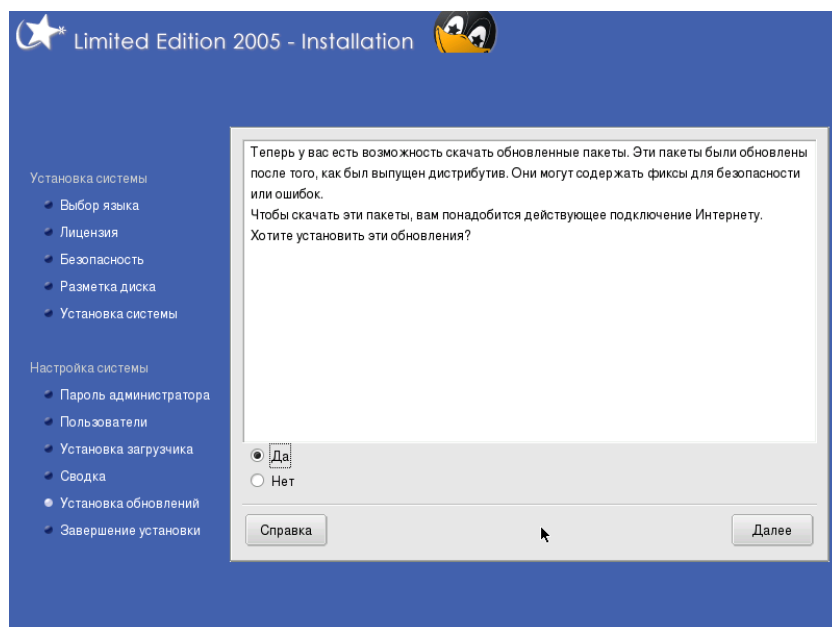 Limited Edition 2005 - Installation
Установка системы
Выбор языка
Лицензия
Безопасность
Разметка диска
Установка системы
Настройка системы
Пароль администратора
Пользователи
Установка загрузчика
Сводка
Установка обновлений
Завершение установки
Теперь у вас есть возможность скачать обновленные пакеты. Эти пакеты были обновлены
после того, как был выпущен дистрибутив. Они могут содержать фиксы для безопасности
или ошибок.
Чтобы скачать эти пакеты, вам понадобится действующее подключение Интернету.
Хотите установить эти обновления?
Да
Нет
Справка
Далее